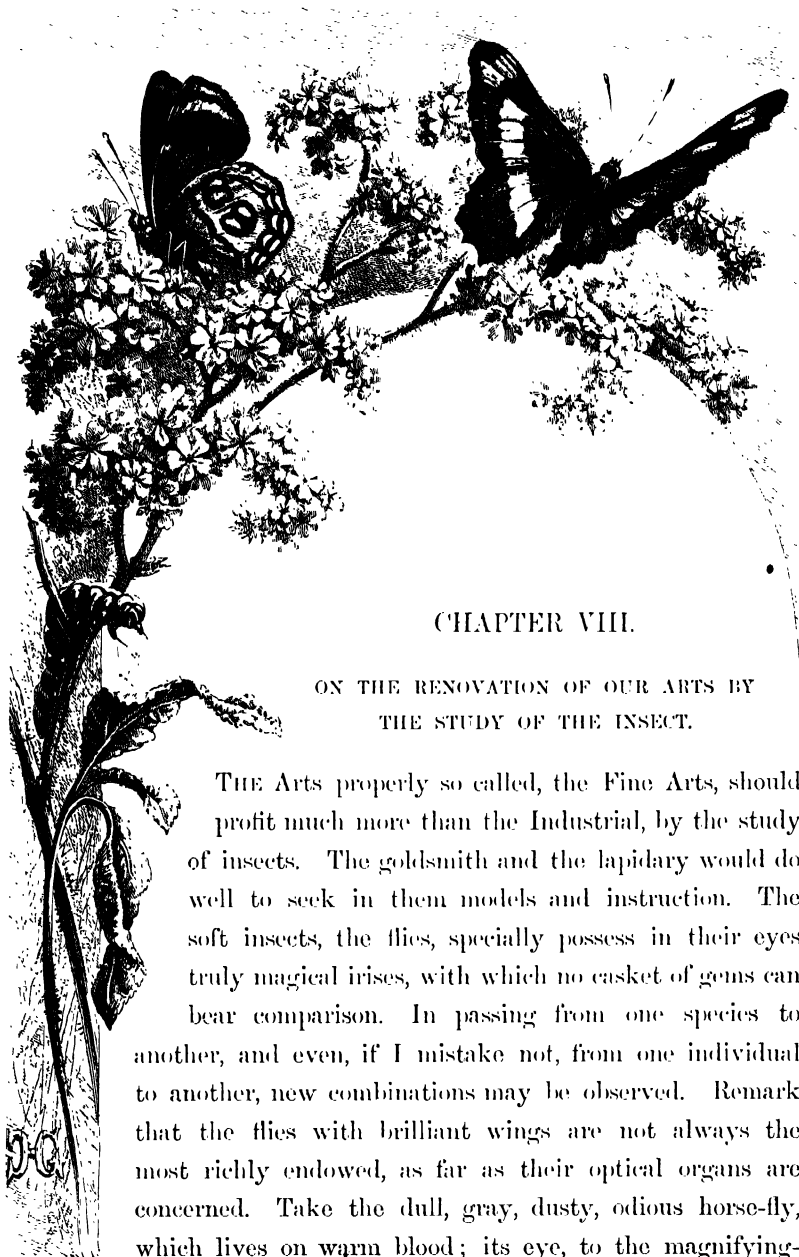 CHAPTER VIII.
ON THE RENOVATION OF OUR ARTS BY
THE STUDY OF THE INSECT.
THE Arts properly so called, the Fine Arts, should
profit much more than the Industrial, by the study
of insects. The goldsmith and the lapidary would do
well to seek in them models and instruction. The
soft insects, the flies, specially possess in their eyes
truly magical irises, with which no casket of gems can
bear comparison. In passing from one species to
another, and even, if I mistake not, from one individual
to another, new combinations may be observed. Remark
that the flies with brilliant wings are not always the
most richly endowed, as far as their optical organs are
concerned. Take the dull, gray, dusty, odious horse-fly,
which lives on warm blood; its eye, to the magnifying-